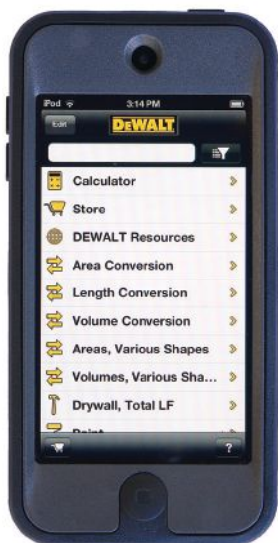 iPod 3:14 PM
Edit DEWALT
Calculator
Store
DEWALT Resources
Area Conversion
Length Conversion
Volume Conversion
Areas, Various Shapes
Volumes, Various Sha...
Drywall, Total LF
Paint
?